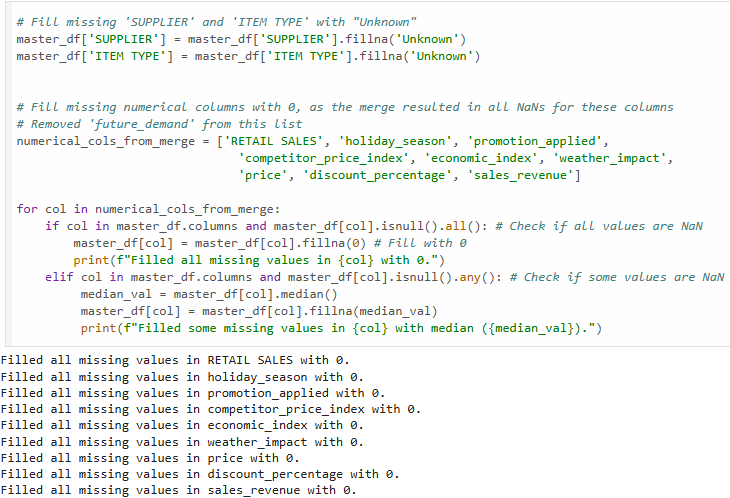 # Fill missing 'SUPPLIER' and 'ITEM TYPE' with "Unknown"
master_df['SUPPLIER'] = master_df['SUPPLIER'].fillna('Unknown')
master_df['ITEM TYPE'] = master_df['ITEM TYPE'].fillna('Unknown')
# Fill missing numerical columns with 0, as the merge resulted in all NaNs for these columns
# Removed 'future_demand' from this list
numerical_cols_from_merge = ['RETAIL SALES', 'holiday_season', 'promotion_applied',
'competitor_price_index', 'economic_index', 'weather_impact',
'price', 'discount_percentage', 'sales_revenue']
for col in numerical_cols_from_merge:
if col in master_df.columns and master_df[col].isnull().all(): # Check if all values are NaN
master_df[col] = master_df[col].fillna(0) # Fill with 0
print(f"Filled all missing values in {col} with 0.")
elif col in master_df.columns and master_df[col].isnull().any(): # Check if some values are NaN
median_val = master_df[col].median()
master_df[col] = master_df[col].fillna(median_val)
print(f"Filled some missing values in {col} with median ({median_val}).")
Filled all missing values in RETAIL SALES with 0.
Filled all missing values in holiday_season with 0.
Filled all missing values in promotion_applied with 0.
Filled all missing values in competitor_price_index with 0.
Filled all missing values in economic_index with 0.
Filled all missing values in weather_impact with 0.
Filled all missing values in price with 0.
Filled all missing values in discount_percentage with 0.
Filled all missing values in sales_revenue with 0.